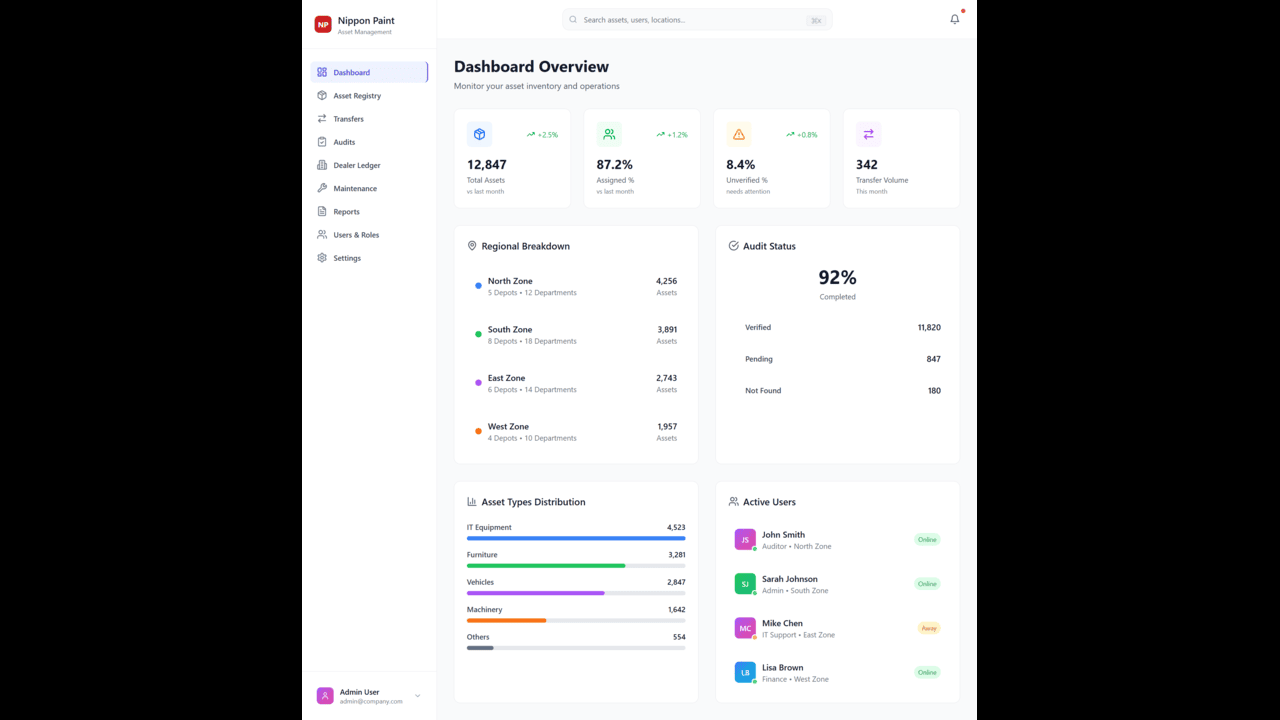 NP
Nippon Paint
Asset Management
Dashboard
Asset Registry
Transfers
Audits
Dealer Ledger
Maintenance
Reports
Users & Roles
Settings
Admin User
admin@company.com
Search assets, users, locations...
⌘K
Dashboard Overview
Monitor your asset inventory and operations
+2.5%
12,847
Total Assets
vs last month
+1.2%
87.2%
Assigned %
vs last month
+0.8%
8.4%
Unverified %
needs attention
342
Transfer Volume
This month
Regional Breakdown
North Zone 4,256
5 Depots • 12 Departments Assets
South Zone 3,891
8 Depots • 18 Departments Assets
East Zone 2,743
6 Depots • 14 Departments Assets
West Zone 1,957
4 Depots • 10 Departments Assets
Audit Status
92%
Completed
Verified 11,820
Pending 847
Not Found 180
Asset Types Distribution
IT Equipment 4,523
Furniture 3,281
Vehicles 2,847
Machinery 1,642
Others 554
Active Users
JS John Smith Online
Auditor • North Zone
SJ Sarah Johnson Online
Admin • South Zone
MC Mike Chen Away
IT Support • East Zone
LB Lisa Brown Online
Finance • West Zone